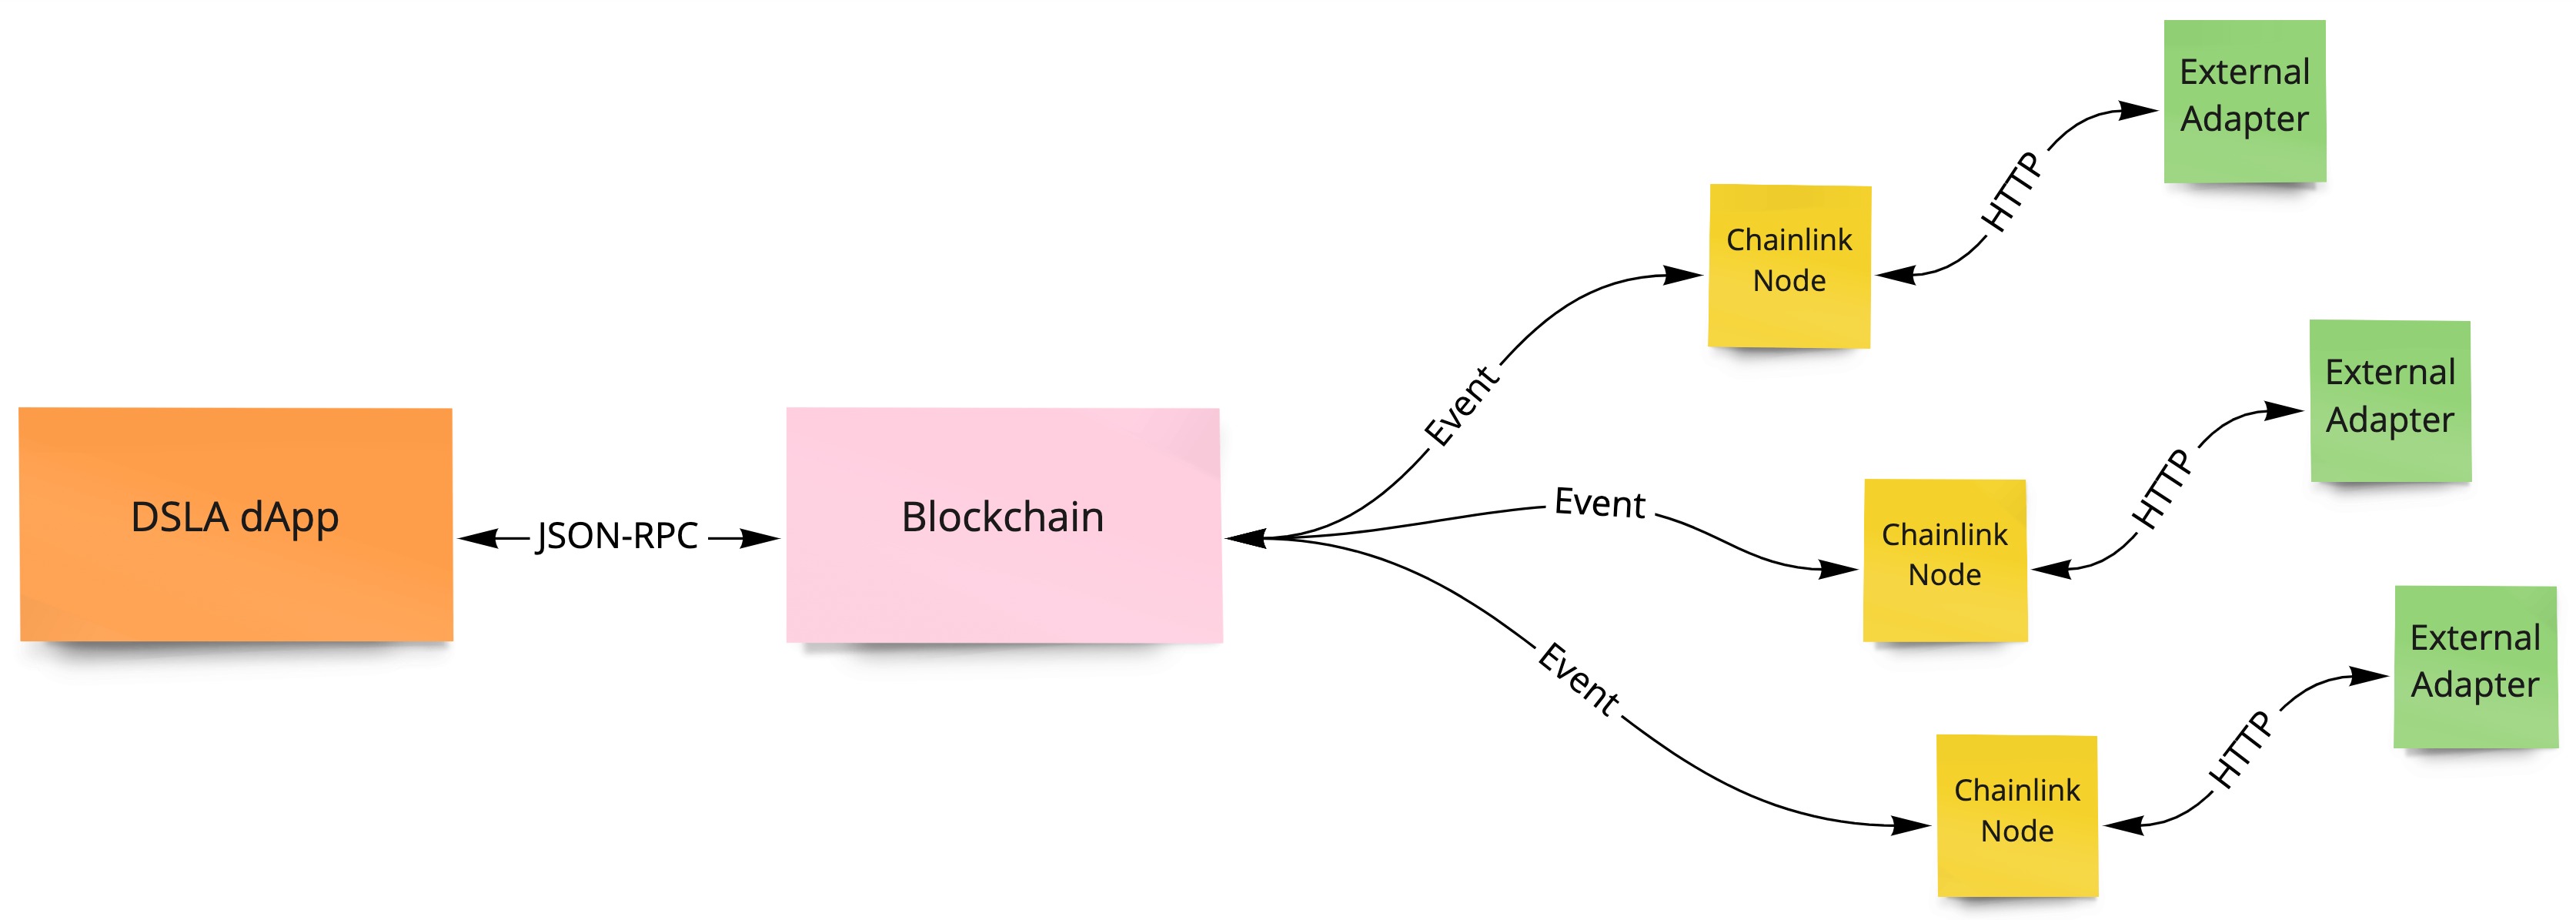 DSLA dApp
JSON-RPC
Blockchain
Event
Chainlink
Node
HTTP
External
Adapter
Event
Chainlink
Node
HTTP
External
Adapter
Event
Chainlink
Node
HTTP
External
Adapter